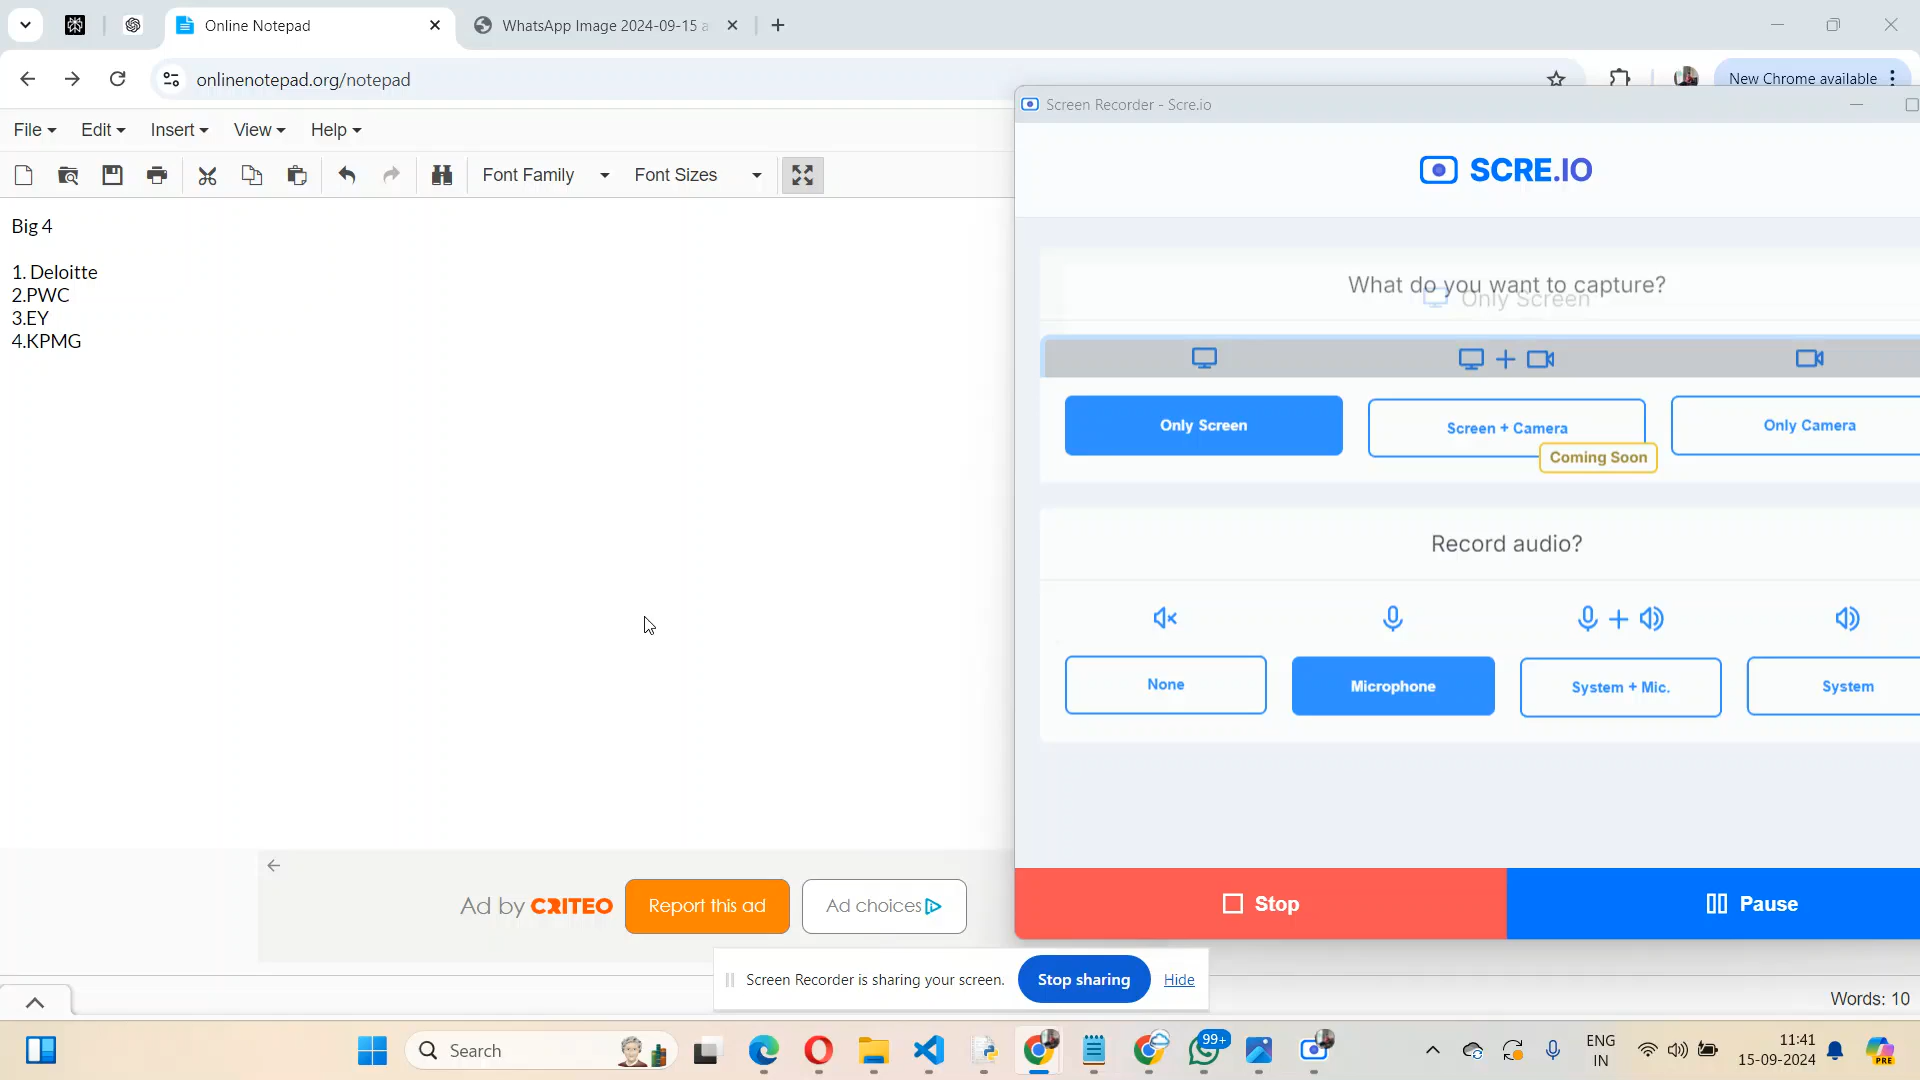 Online Notepad
WhatsApp Image 2024-09-15 a
onlinenotepad.org/notepad
New Chrome available
File
Edit
Insert
View
Help
Font Family
Font Sizes
Big 4
1. Deloitte
2.PWC
3.EY
4.KPMG
Screen Recorder - Scre.io
SCRE.IO
What do you want to capture?
Only Screen
Only Screen
Screen + Camera
Only Camera
Coming Soon
Record audio?
None
Microphone
System + Mic.
System
Stop
Pause
Ad by CRITEO
Report this ad
Ad choices
Screen Recorder is sharing your screen.
Stop sharing
Hide
Words: 10
Search
99+
ENG
IN
11:41
15-09-2024
PRE